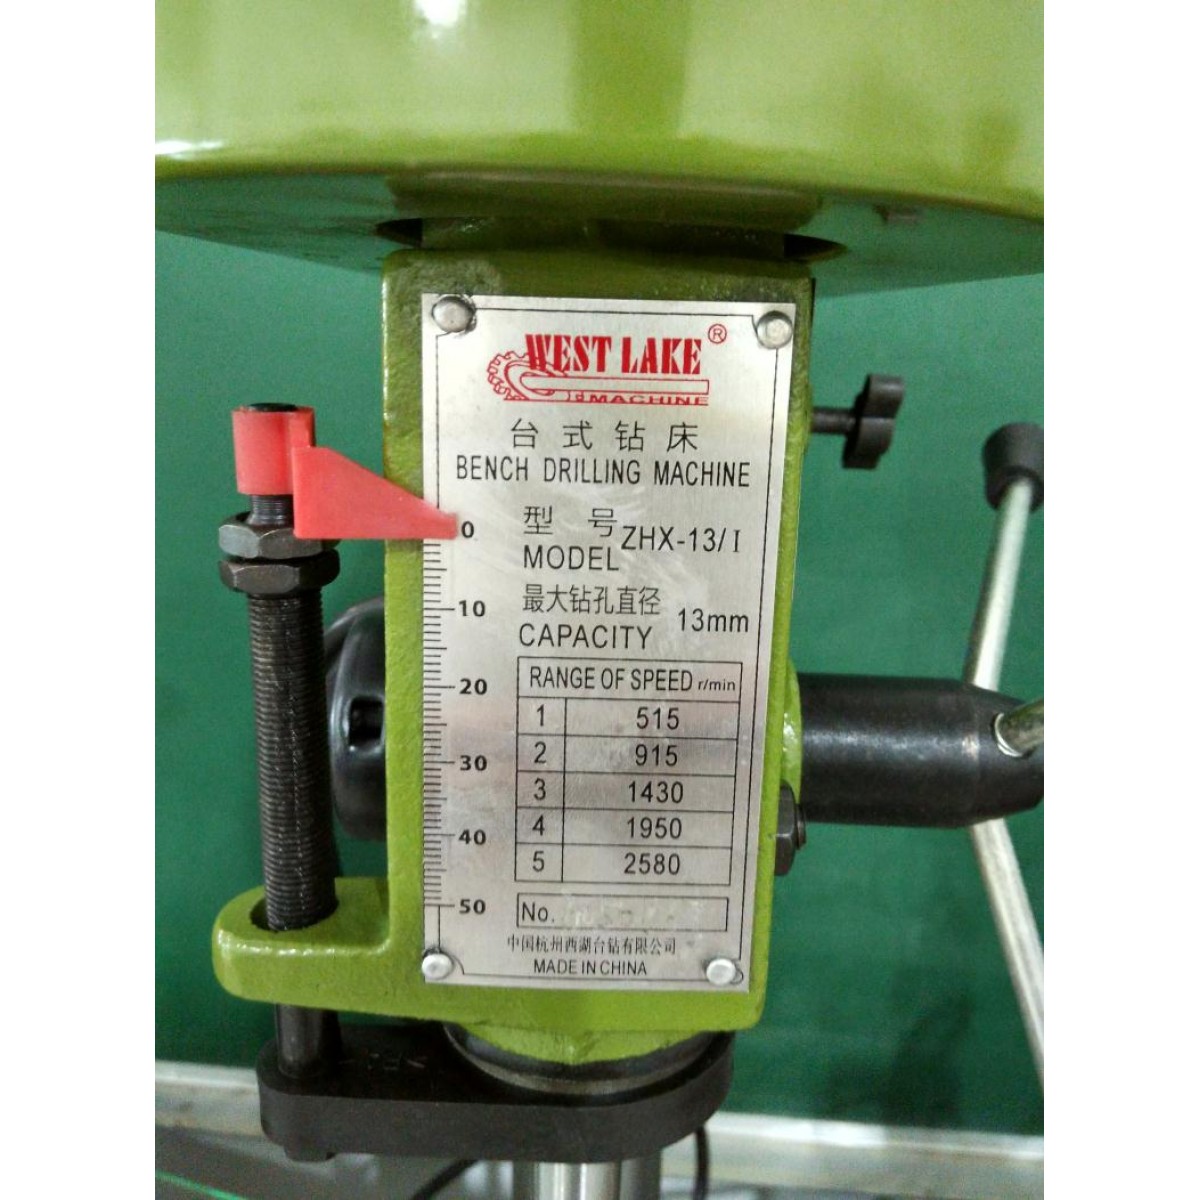 WEST LAKE ®
MACHINE
台式钻床
BENCH DRILLING MACHINE
型 号 ZHX-13/I
MODEL
最大钻孔直径 13mm
CAPACITY
RANGE OF SPEED r/min
1 515
2 915
3 1430
4 1950
5 2580
No.
中国杭州西湖台钻有限公司
MADE IN CHINA
0
10
20
30
40
50